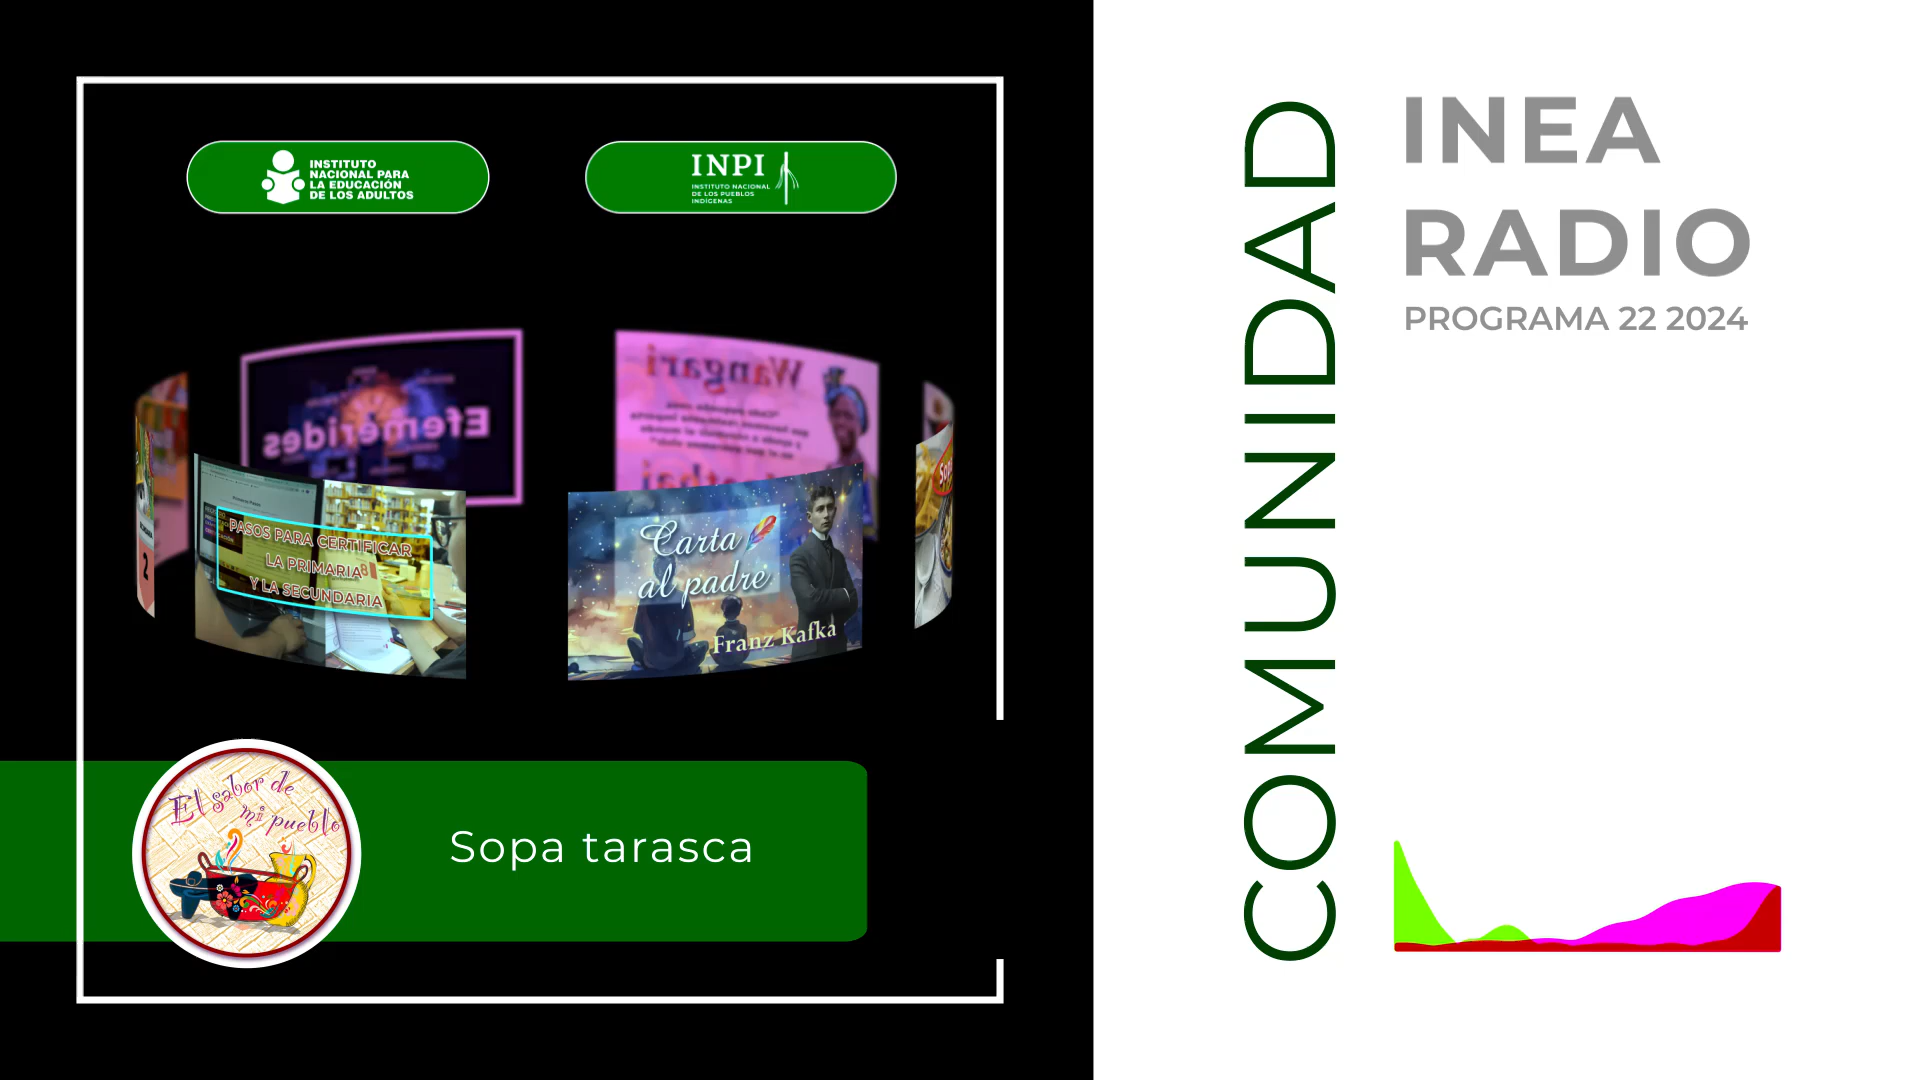 INSTITUTO
NACIONAL PARA
LA EDUCACIÓN
DE LOS ADULTOS
INPI
INSTITUTO NACIONAL
DE LOS PUEBLOS
INDÍGENAS
Efemérides
Wangari
PASOS PARA CERTIFICAR
LA PRIMARIA
Y LA SECUNDARIA
Carta
al padre
Franz Kafka
2
El sabor de
mi pueblo
Sopa tarasca
COMUNIDAD
INEA
RADIO
PROGRAMA 22 2024